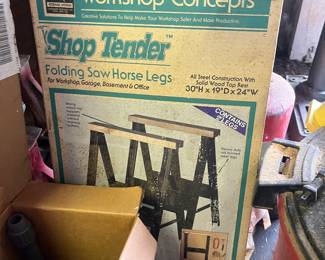 Workshop Concepts
Creative Solutions To Help Make Your Workshop Safer And More Productive.
Shop Tender™
Folding Saw Horse Legs
For Workshop, Garage, Basement & Office
All Steel Construction With
Solid Wood Top Rest
30"H x 19"D x 24"W
CONTAINS
2 LEGS